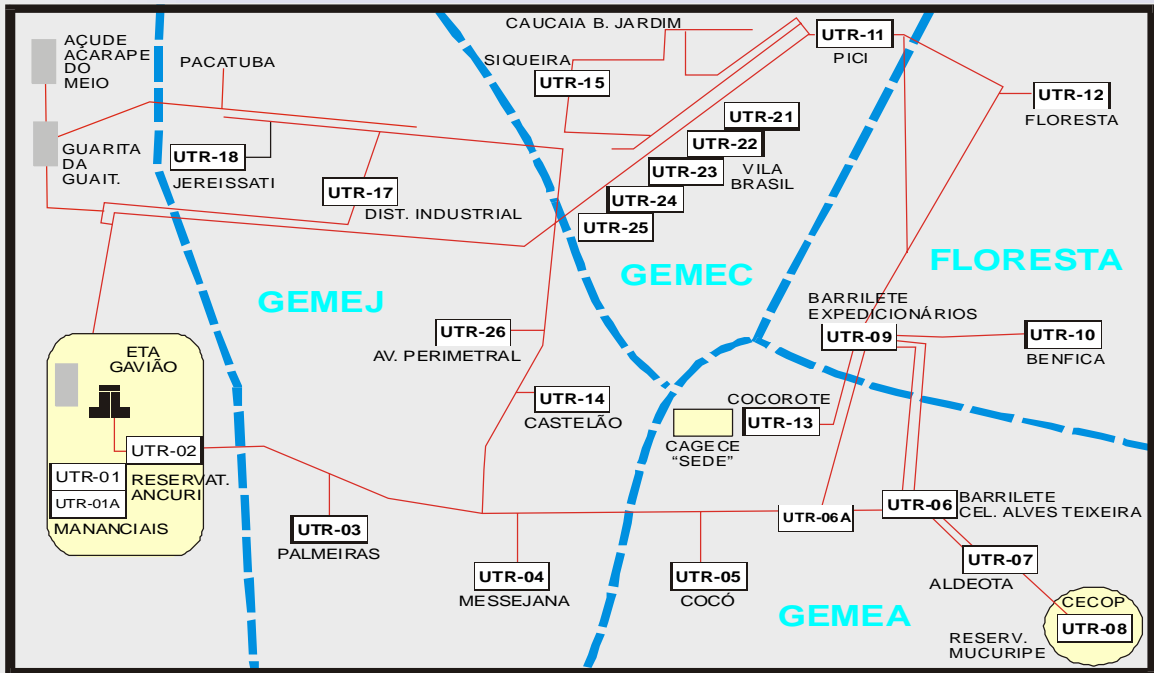 AÇUDE
AÇARAPE
DO
MEIO
PACATUBA
CAUCAIA B. JARDIM
UTR-11
PICI
SIQUEIRA
UTR-15
UTR-12
FLORESTA
UTR-21
UTR-22
VILA
BRASIL
UTR-23
UTR-24
UTR-25
GUARITA
DA
GUAIT.
UTR-18
JEREISSATI
UTR-17
DIST. INDUSTRIAL
GEMEJ
GEMEC
FLORESTA
BARRILETE
EXPEDICIONÁRIOS
UTR-09
UTR-10
BENFICA
UTR-26
AV. PERIMETRAL
ETA
GAVIÃO
UTR-14
CASTELÃO
COCOROTE
UTR-13
CAGECE
“SEDE”
UTR-02
RESERVAT.
ANCURI
UTR-01
UTR-01A
MANANCIAIS
UTR-03
PALMEIRAS
UTR-04
MESSEJANA
UTR-05
COCÓ
UTR-06A
UTR-06
BARRILETE
CEL. ALVES TEIXEIRA
UTR-07
ALDEOTA
GEMEA
CECOP
UTR-08
RESERV.
MUCURIPE